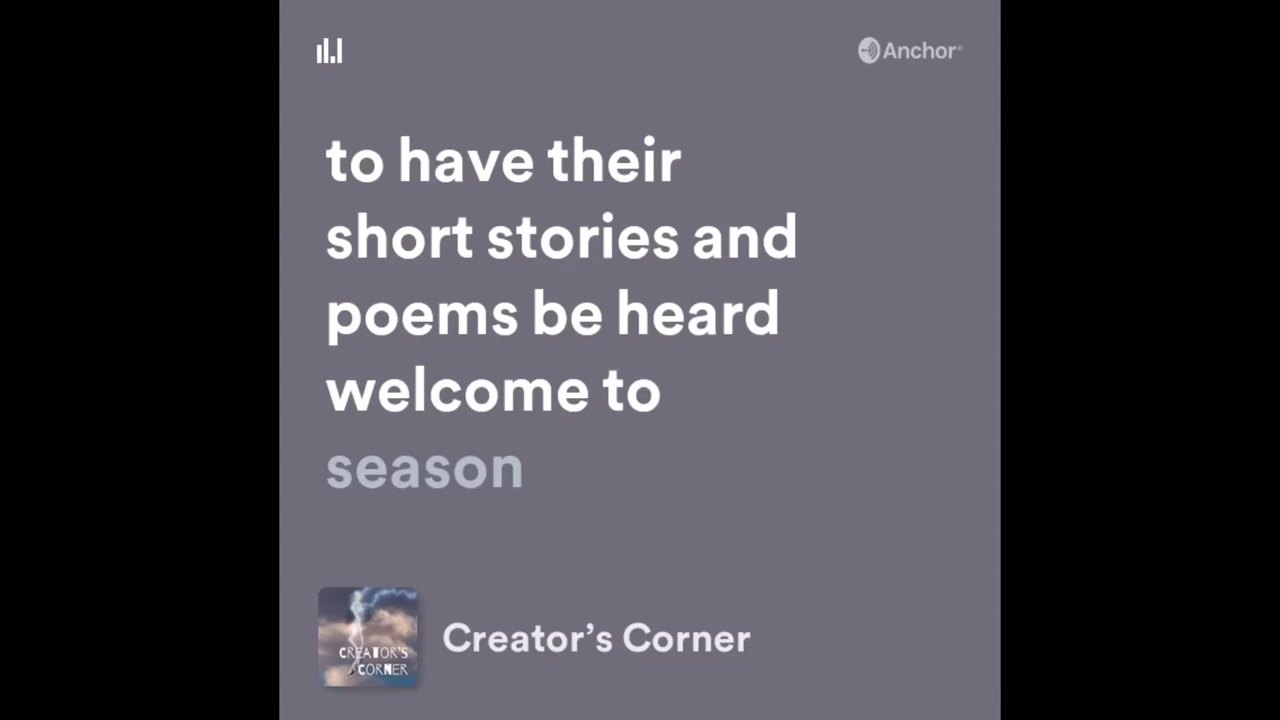 Anchor
to have their
short stories and
poems be heard
welcome to
season
CREATOR'S
CORNER
Creator’s Corner